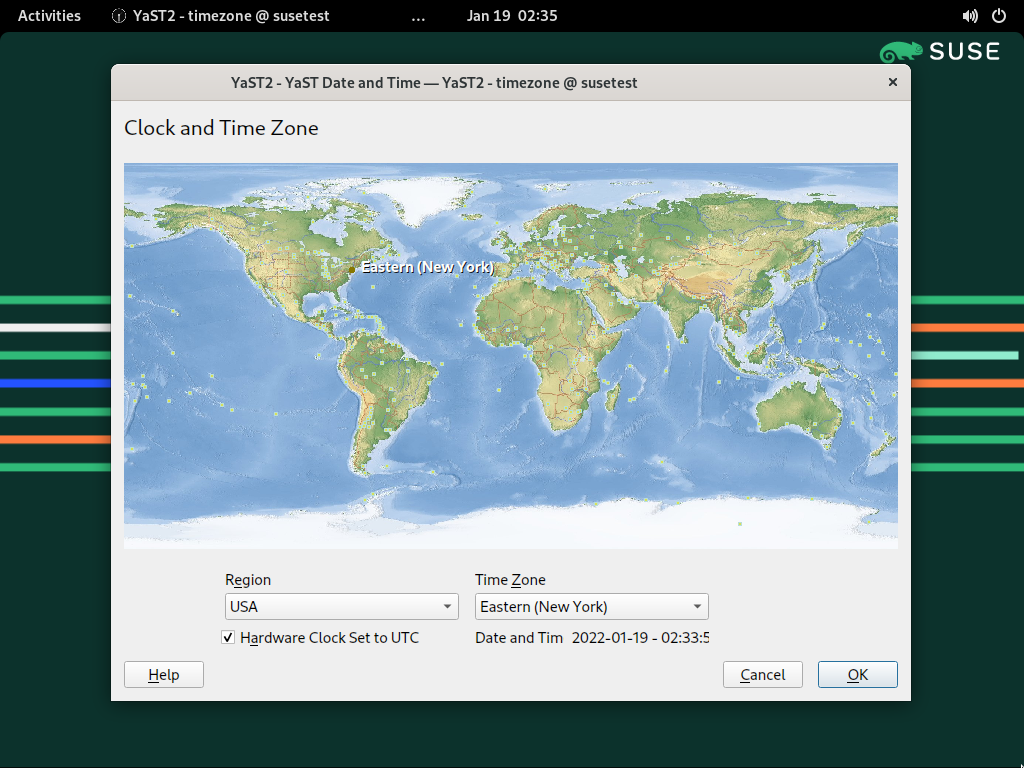 Activities
YaST2 - timezone @ susetest
...
Jan 19 02:35
SUSE
YaST2 - YaST Date and Time — YaST2 - timezone @ susetest
Clock and Time Zone
Eastern (New York)
Region
Time Zone
USA
Eastern (New York)
Hardware Clock Set to UTC
Date and Tim 2022-01-19 - 02:33:5
Help
Cancel
OK